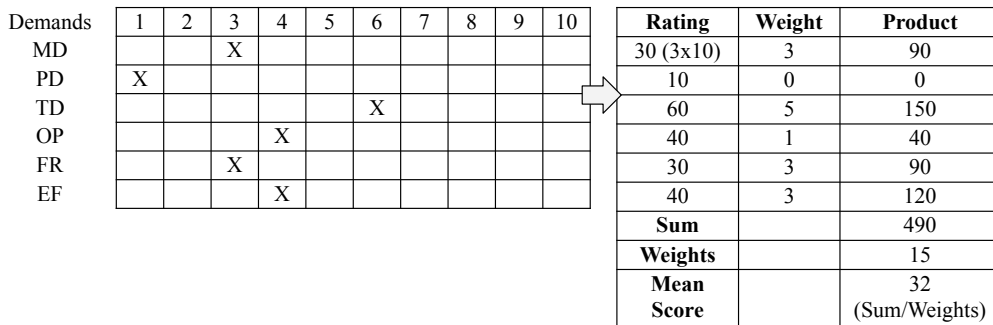 Demands 1 2 3 4 5 6 7 8 9 10
MD X
PD X
TD X
OP X
FR X
EF X
Rating Weight Product
30 (3x10) 3 90
10 0 0
60 5 150
40 1 40
30 3 90
40 3 120
Sum 490
Weights 15
Mean Score 32 (Sum/Weights)